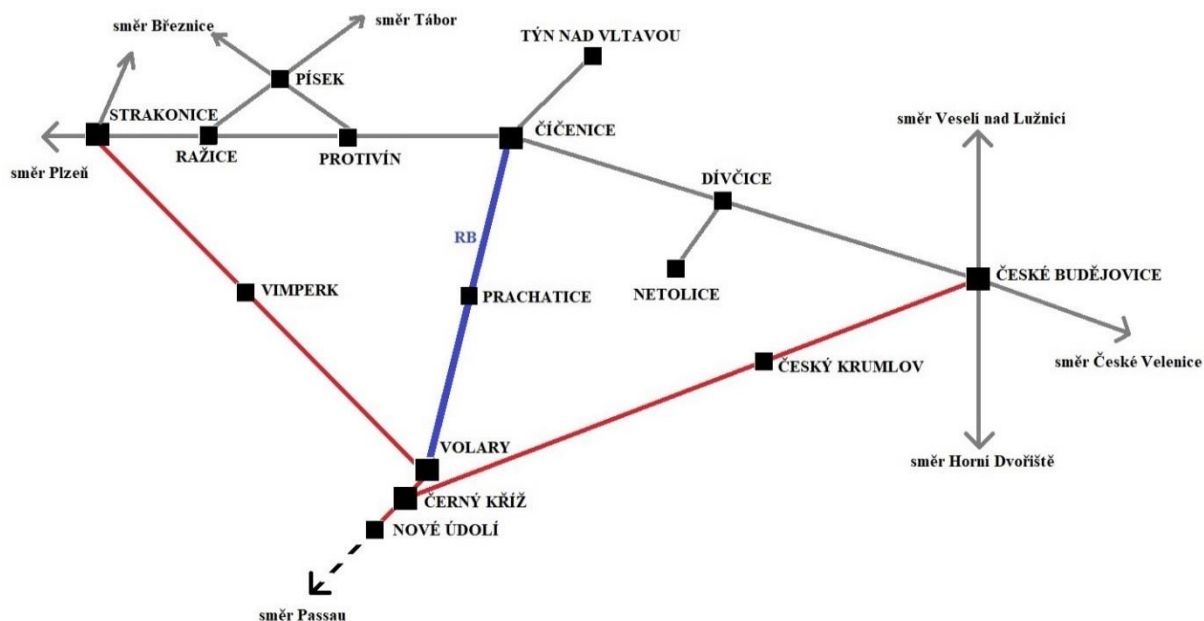 směr Březnice
směr Tábor
TÝN NAD VLTAVOU
PÍSEK
STRAKONICE
ČÍČENICE
směr Veselí nad Lužnicí
RAŽICE
PROTIVÍN
směr Plzeň
DÍVČICE
RB
ČESKÉ BUDĚJOVICE
VIMPERK
PRACHATICE
NETOLICE
směr České Velenice
ČESKÝ KRUMLOV
VOLARY
směr Horní Dvořiště
ČERNÝ KŘÍŽ
NOVÉ ÚDOLÍ
směr Passau